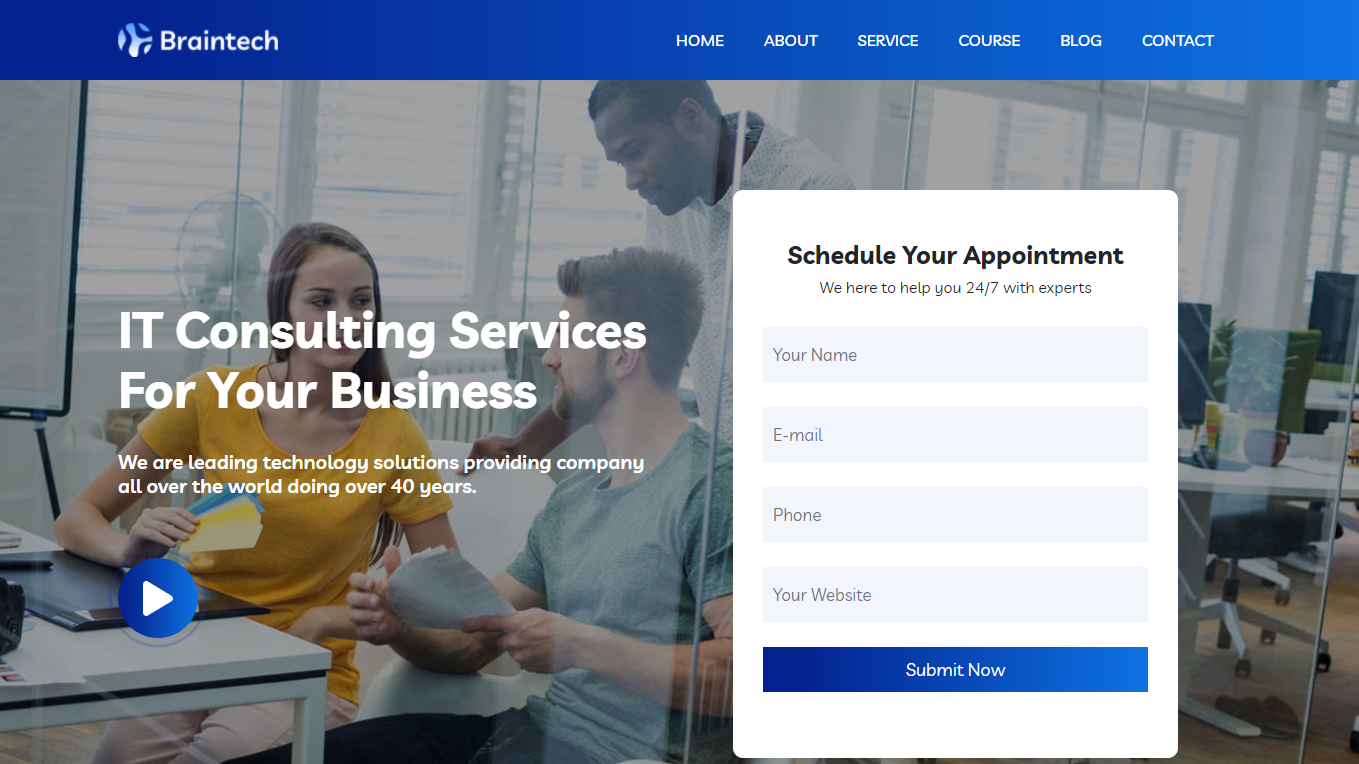 Braintech
HOME ABOUT SERVICE COURSE BLOG CONTACT
IT Consulting Services
For Your Business
We are leading technology solutions providing company
all over the world doing over 40 years.
Schedule Your Appointment
We here to help you 24/7 with experts
Your Name
E-mail
Phone
Your Website
Submit Now